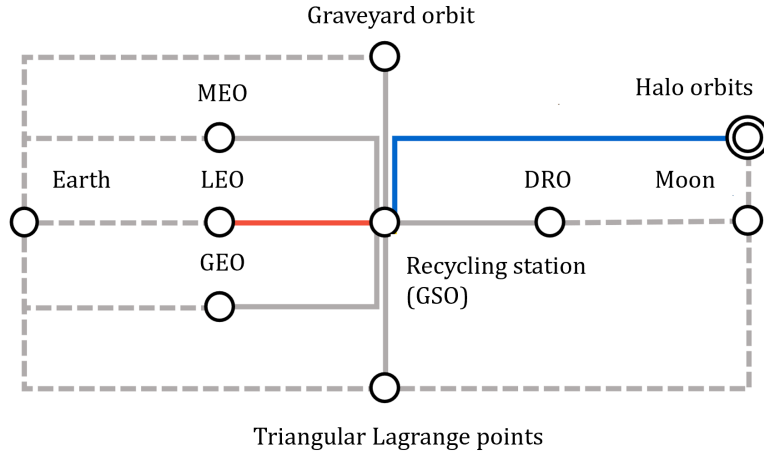 Graveyard orbit
MEO
Halo orbits
Earth
LEO
DRO
Moon
GEO
Recycling station
(GSO)
Triangular Lagrange points